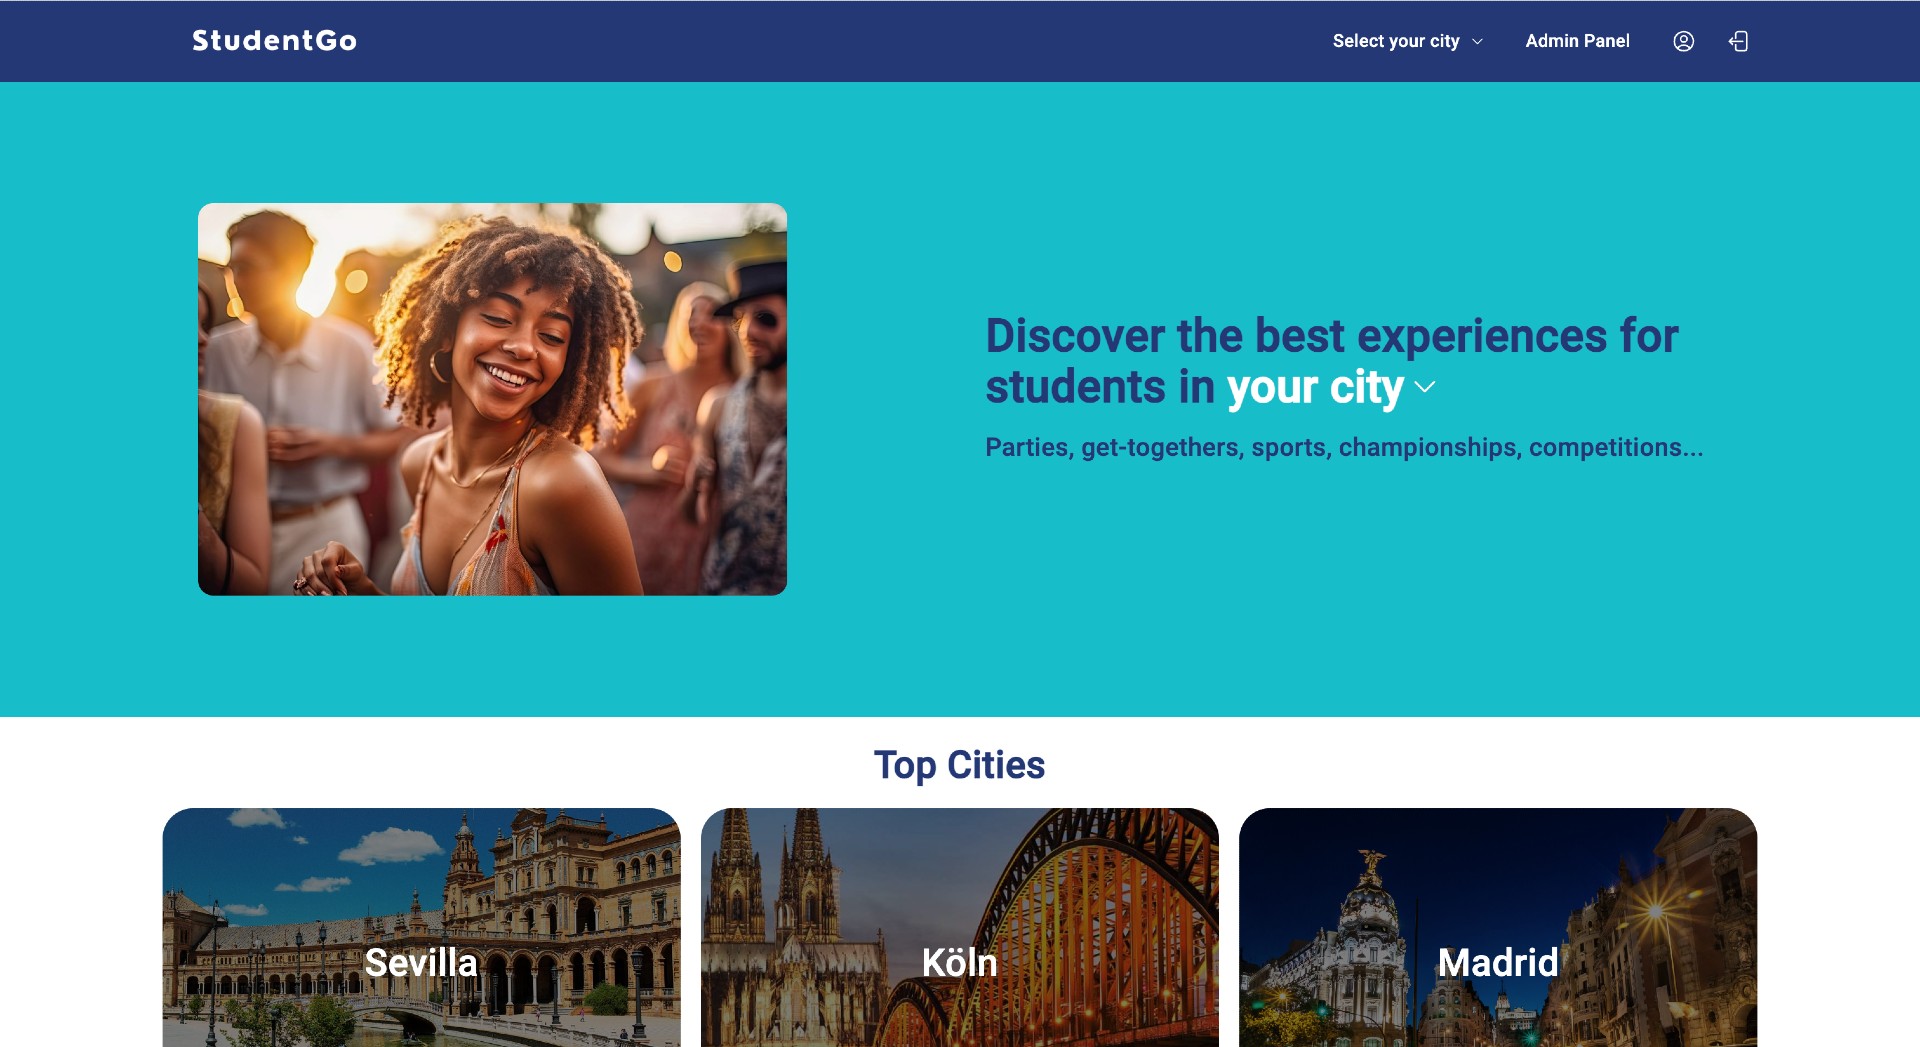 StudentGo
Select your city
Admin Panel
Discover the best experiences for
students in your city
Parties, get-togethers, sports, championships, competitions...
Top Cities
Sevilla
Köln
Madrid